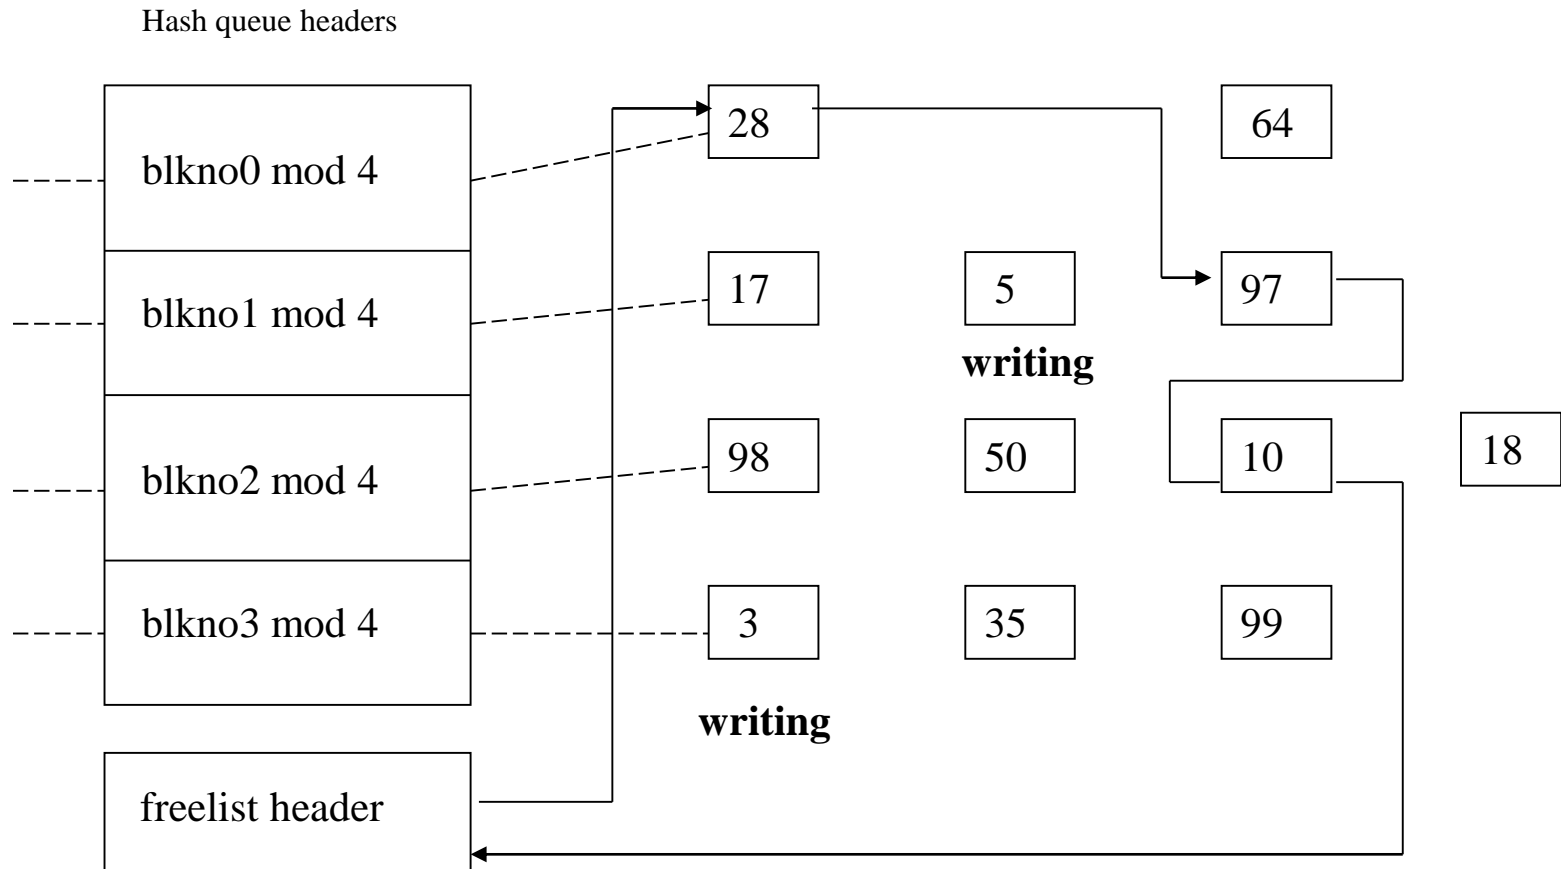 Hash queue headers
blkno0 mod 4
28
64
blkno1 mod 4
17
5
97
writing
blkno2 mod 4
98
50
10
18
blkno3 mod 4
3
35
99
writing
freelist header